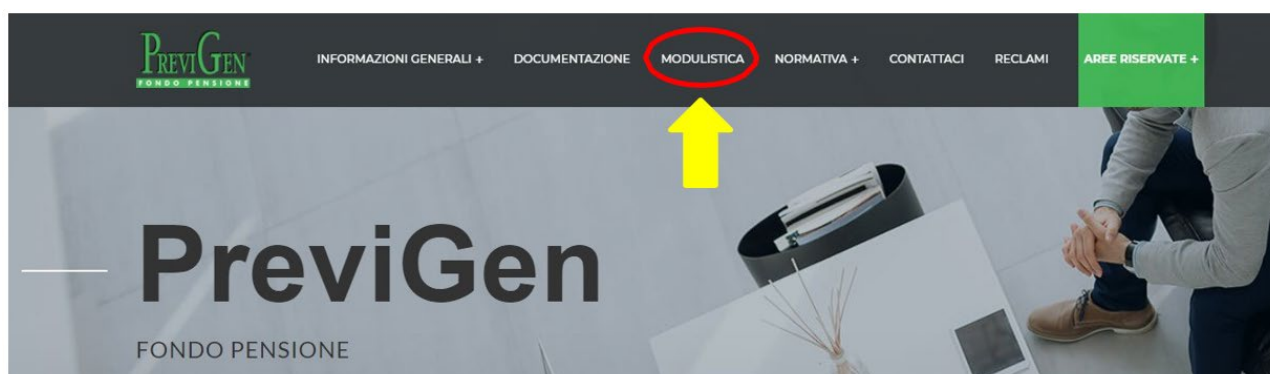 PREVIGEN
FONDO PENSIONE
INFORMAZIONI GENERALI + DOCUMENTAZIONE MODULISTICA NORMATIVA + CONTATTACI RECLAMI AREE RISERVATE +
PreviGen
FONDO PENSIONE